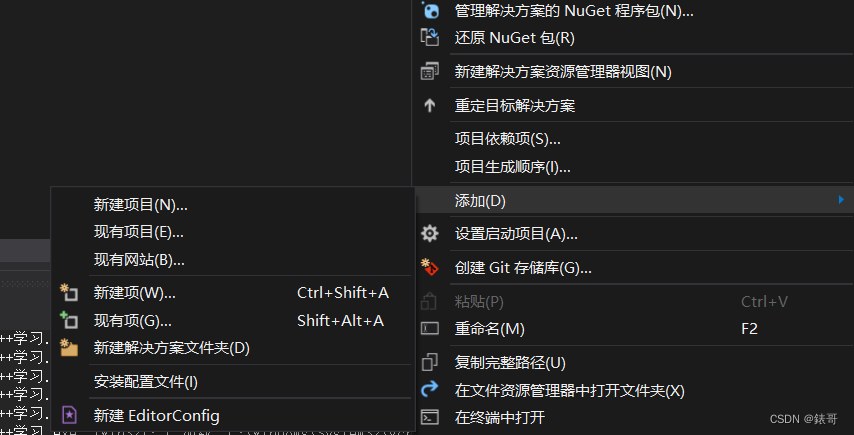 管理解决方案的 NuGet 程序包(N)...
还原 NuGet 包(R)
新建解决方案资源管理器视图(N)
重定目标解决方案
项目依赖项(S)...
项目生成顺序(I)...
添加(D)
设置启动项目(A)...
创建 Git 存储库(G)...
粘贴(P) Ctrl+V
重命名(M) F2
复制完整路径(U)
在文件资源管理器中打开文件夹(X)
在终端中打开
新建项目(N)...
现有项目(E)...
现有网站(B)...
新建项(W)... Ctrl+Shift+A
现有项(G)... Shift+Alt+A
新建解决方案文件夹(D)
安装配置文件(I)
新建 EditorConfig
++学习.
++学习.
++学习.
++学习.
++学习.
CSDN @錶哥